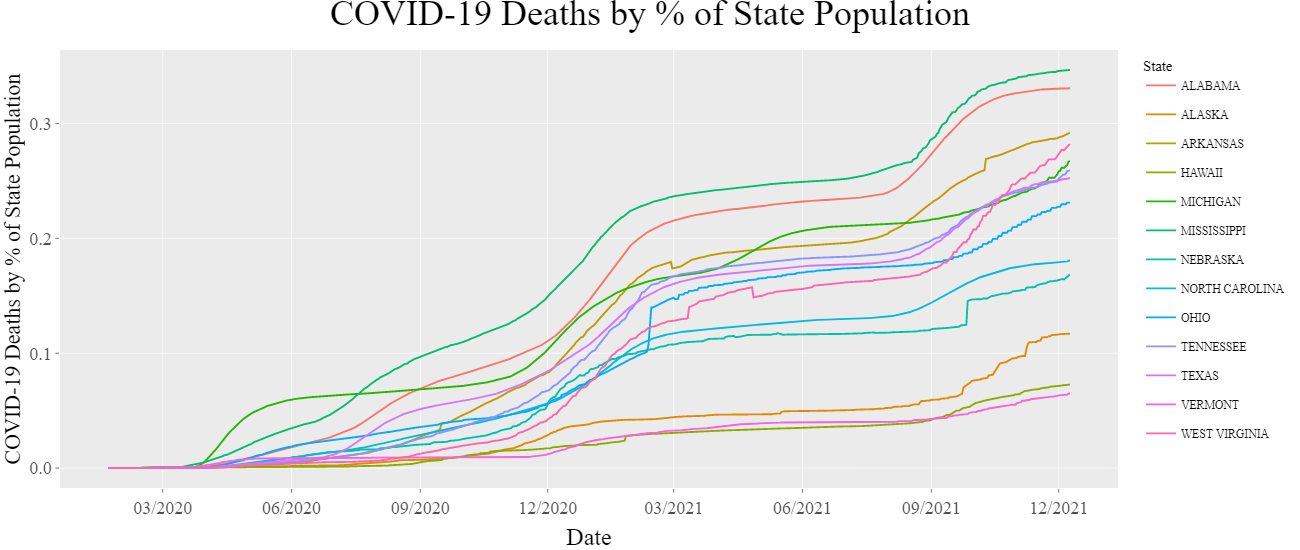 COVID-19 Deaths by % of State Population
COVID-19 Deaths by % of State Population
0.3
0.2
0.1
0.0
03/2020
06/2020
09/2020
12/2020
03/2021
06/2021
09/2021
12/2021
Date
State
ALABAMA
ALASKA
ARKANSAS
HAWAII
MICHIGAN
MISSISSIPPI
NEBRASKA
NORTH CAROLINA
OHIO
TENNESSEE
TEXAS
VERMONT
WEST VIRGINIA